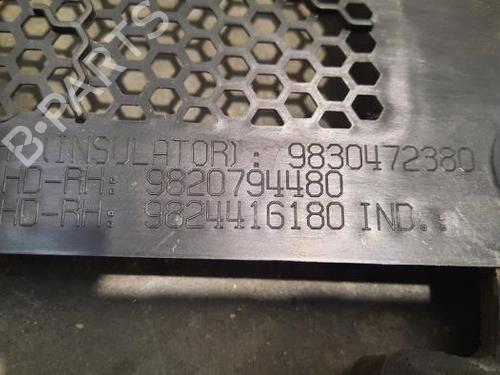 B-PARTS
(INSULATOR): 9830472380
HD-RH: 9820794480
HD-RH: 9824416180 IND.: